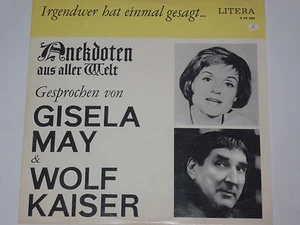 Irgendwer hat einmal gesagt...
LITERA
Anekdoten
aus aller Welt
Gesprochen von
GISELA
MAY
&
WOLF
KAISER